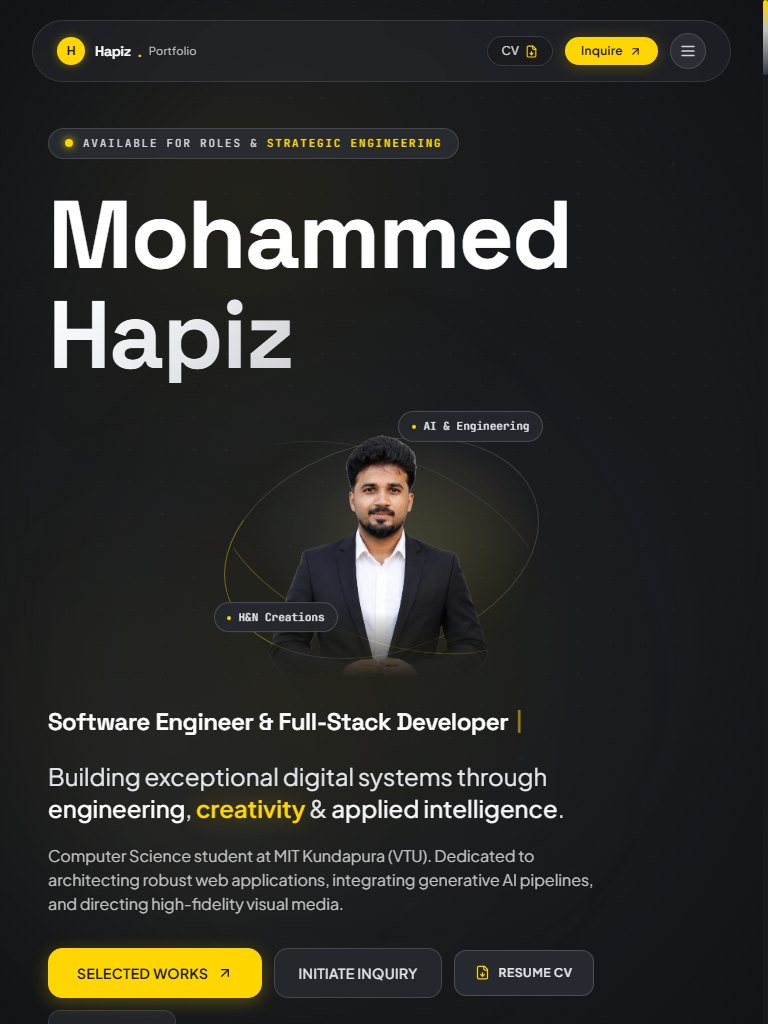 H Hapiz . Portfolio CV Inquire
AVAILABLE FOR ROLES & STRATEGIC ENGINEERING
Mohammed
Hapiz
AI & Engineering
H&N Creations
Software Engineer & Full-Stack Developer |
Building exceptional digital systems through
engineering, creativity & applied intelligence.
Computer Science student at MIT Kundapura (VTU). Dedicated to
architecting robust web applications, integrating generative AI pipelines,
and directing high-fidelity visual media.
SELECTED WORKS INITIATE INQUIRY RESUME CV